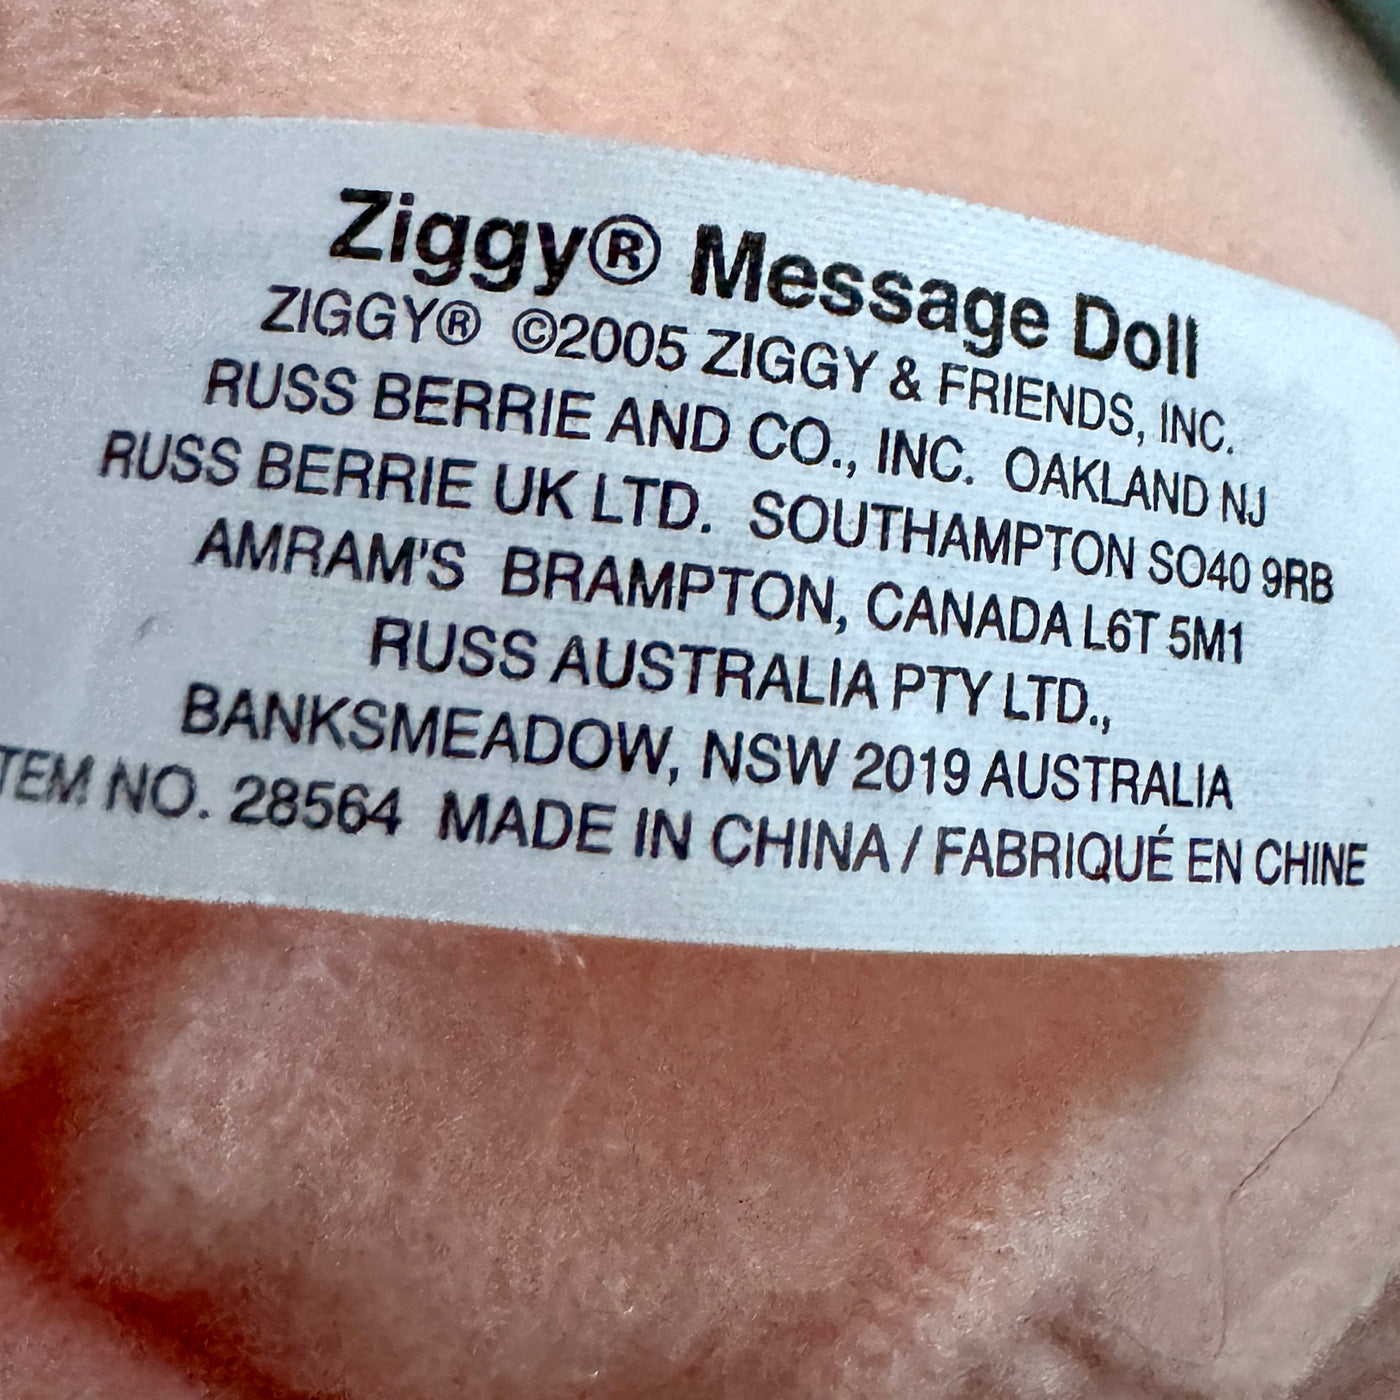 Ziggy® Message Doll
ZIGGY® ©2005 ZIGGY & FRIENDS, INC.
RUSS BERRIE AND CO., INC. OAKLAND NJ
RUSS BERRIE UK LTD. SOUTHAMPTON SO40 9RB
AMRAM'S BRAMPTON, CANADA L6T 5M1
RUSS AUSTRALIA PTY LTD.,
BANKSMEADOW, NSW 2019 AUSTRALIA
TEM NO. 28564 MADE IN CHINA / FABRIQUÉ EN CHINE